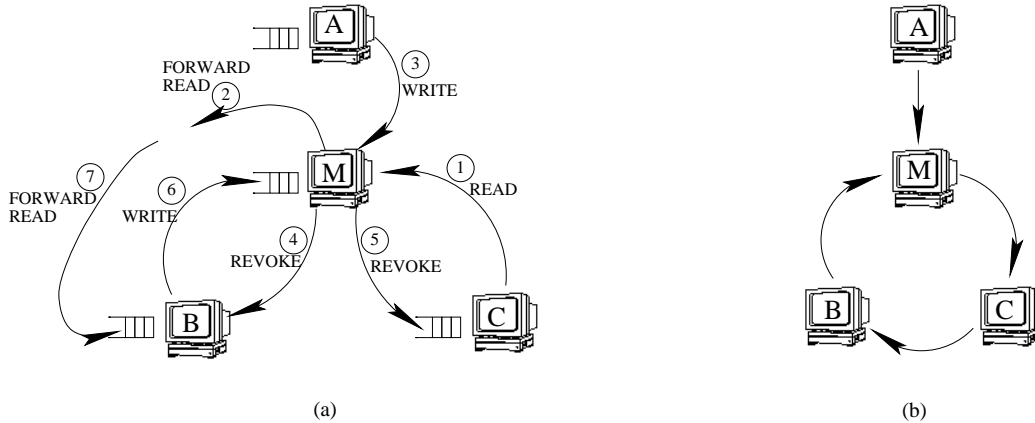 A
A
3
WRITE
FORWARD
READ
2
M
M
1
READ
7
FORWARD
READ
6
WRITE
4
REVOKE
5
REVOKE
B
C
B
C
(a)
(b)